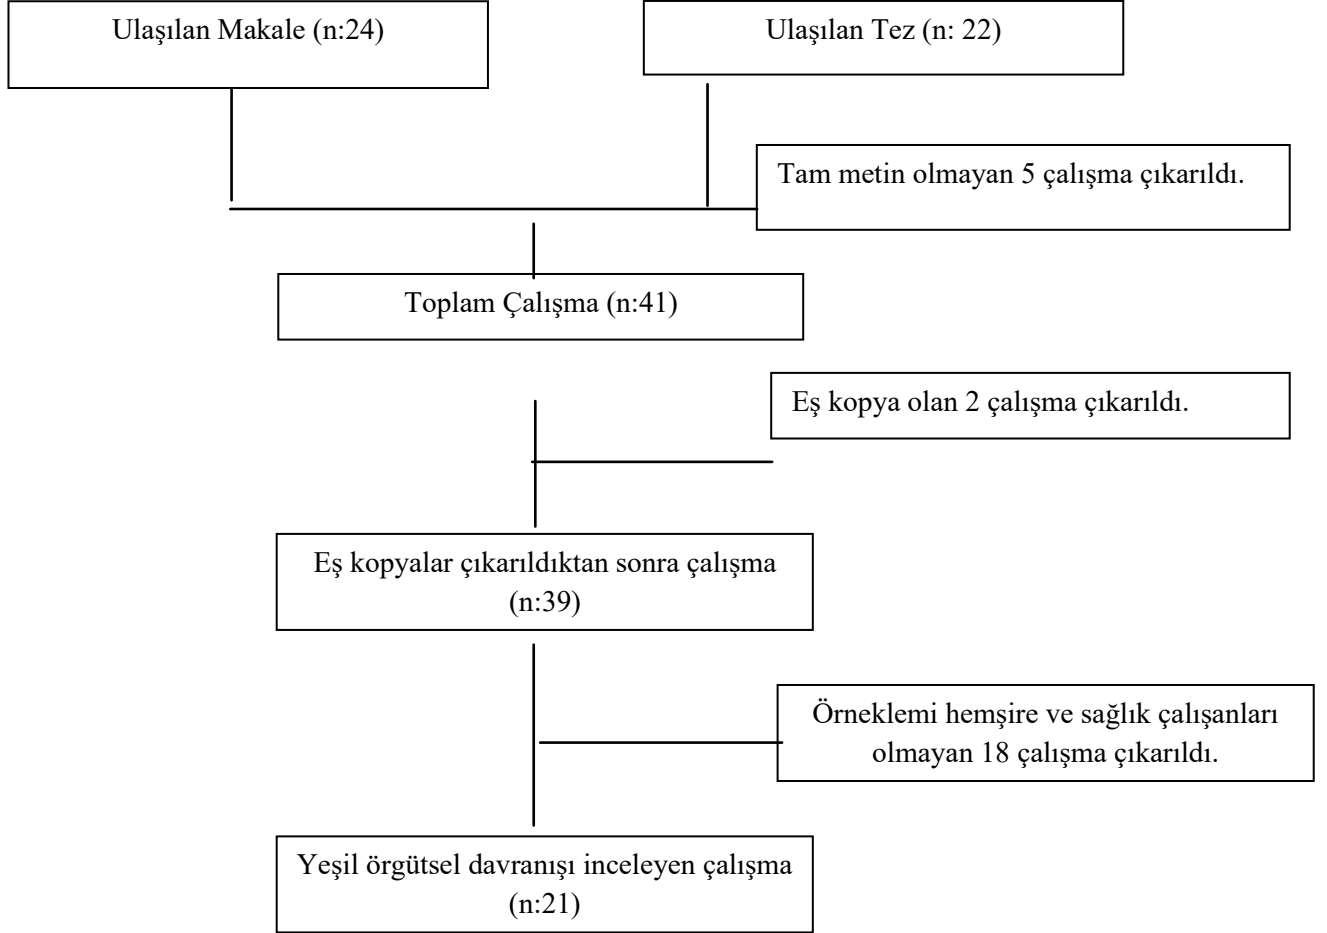 Ulaşılan Makale (n:24)
Ulaşılan Tez (n: 22)
Tam metin olmayan 5 çalışma çıkarıldı.
Toplam Çalışma (n:41)
Eş kopya olan 2 çalışma çıkarıldı.
Eş kopyalar çıkarıldıktan sonra çalışma
(n:39)
Örneklemi hemşire ve sağlık çalışanları
olmayan 18 çalışma çıkarıldı.
Yeşil örgütsel davranışı inceleyen çalışma
(n:21)